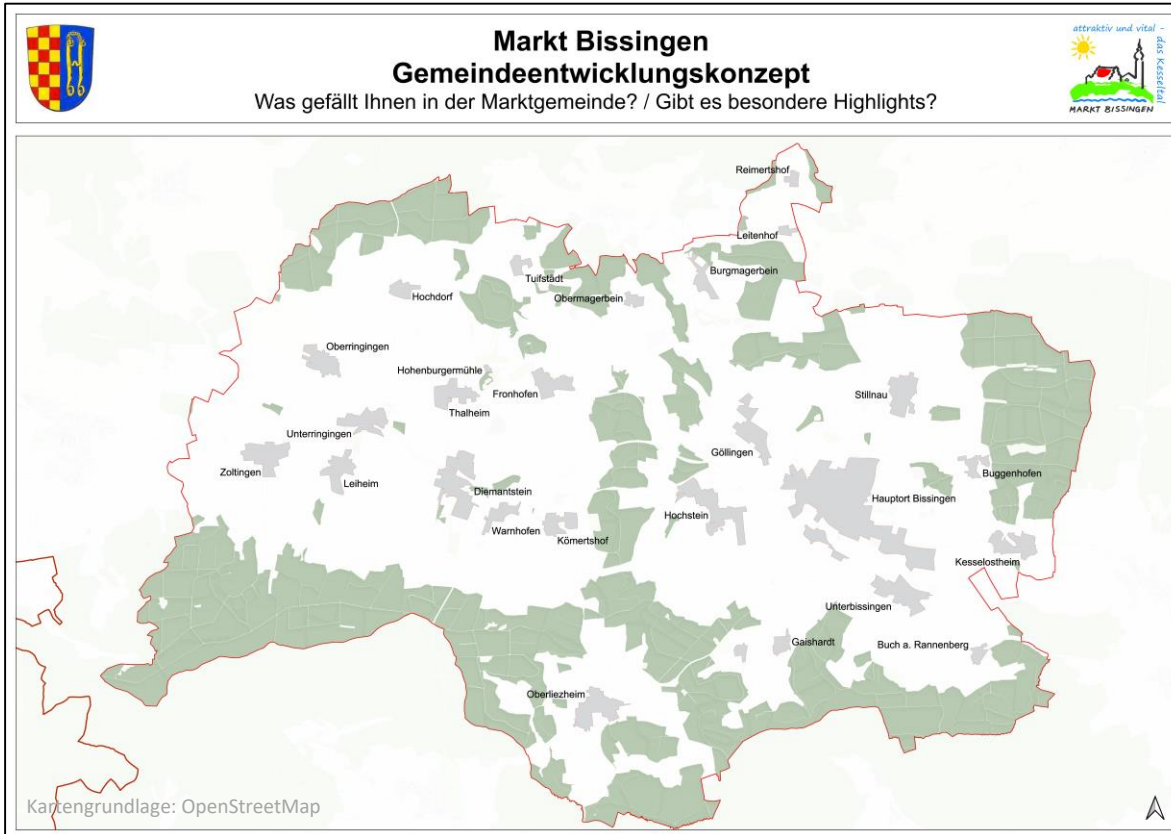 Markt Bissingen
Gemeindeentwicklungskonzept
Was gefällt Ihnen in der Marktgemeinde? / Gibt es besondere Highlights?
attraktiv und vital -
das Kesseltal
MARKT BISSINGEN
Reimertshof
Leitenhof
Burgmagerbein
Tuifstädt
Obermagerbein
Hochdorf
Oberringingen
Hohenburgermühle
Fronhofen
Thalheim
Stillnau
Unterringingen
Göllingen
Zoltingen
Leiheim
Buggenhofen
Diemantstein
Hauptort Bissingen
Hochstein
Warnhofen
Kömertshof
Kesselostheim
Unterbissingen
Gaishardt
Buch a. Rannenberg
Oberliezheim
Kartengrundlage: OpenStreetMap